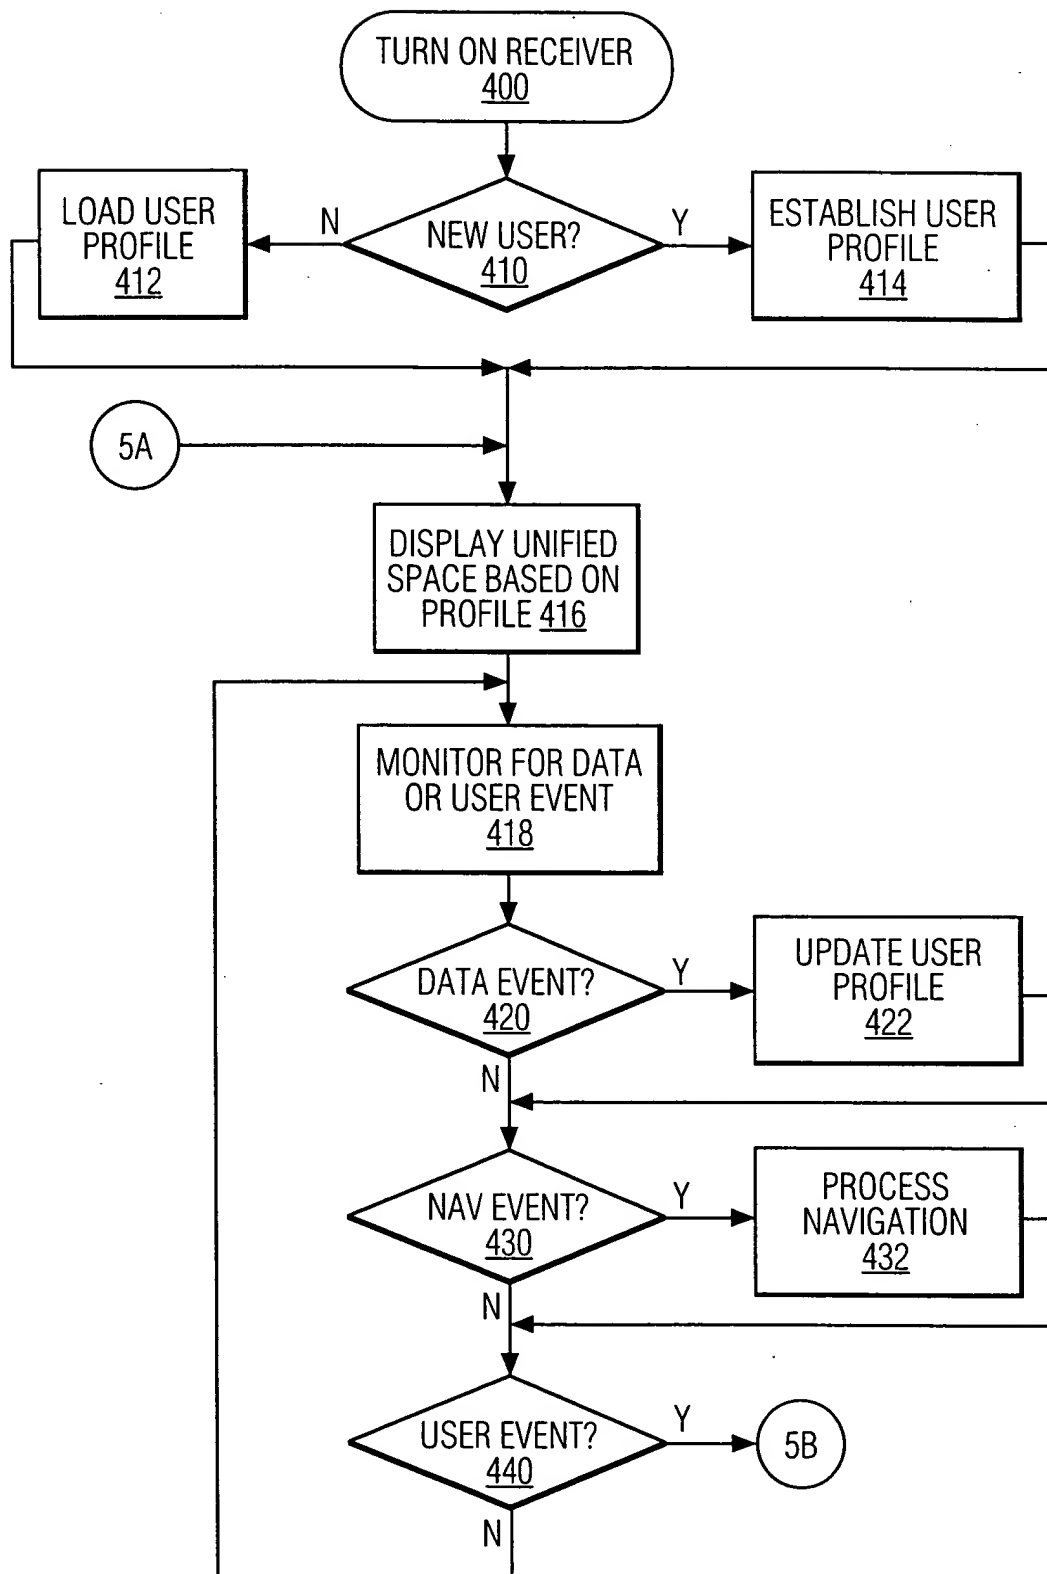 TURN ON RECEIVER
400
LOAD USER
PROFILE
412
N
NEW USER?
410
Y
ESTABLISH USER
PROFILE
414
5A
DISPLAY UNIFIED
SPACE BASED ON
PROFILE 416
MONITOR FOR DATA
OR USER EVENT
418
DATA EVENT?
420
Y
UPDATE USER
PROFILE
422
N
NAV EVENT?
430
Y
PROCESS
NAVIGATION
432
N
USER EVENT?
440
Y
5B
N